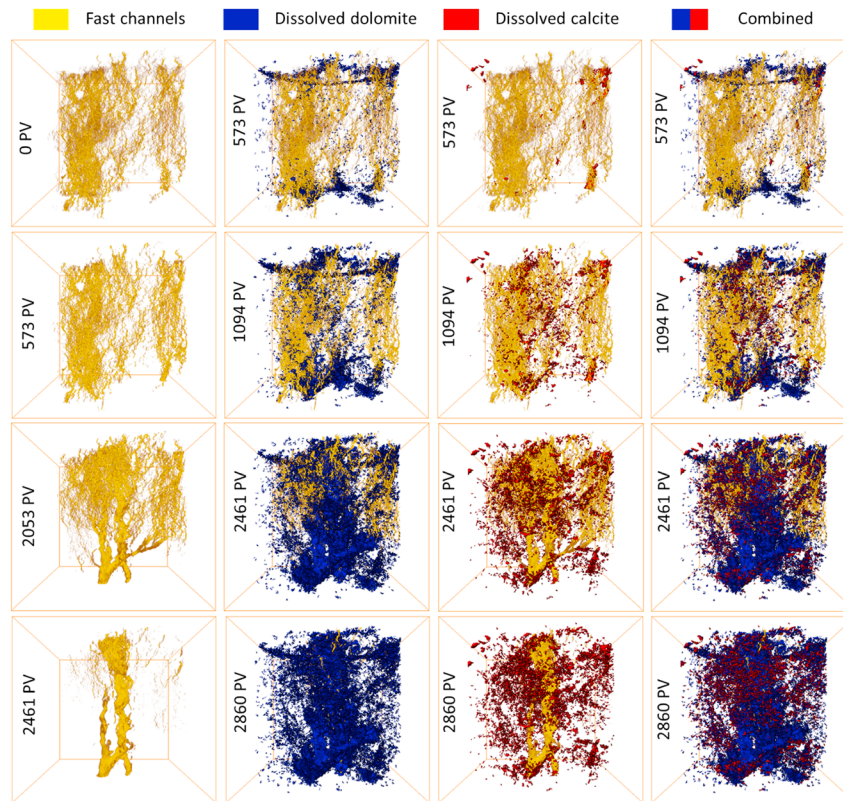 Fast channels
Dissolved dolomite
Dissolved calcite
Combined
0 PV
573 PV
573 PV
573 PV
573 PV
1094 PV
1094 PV
1094 PV
2053 PV
2461 PV
2461 PV
2461 PV
2461 PV
2860 PV
2860 PV
2860 PV